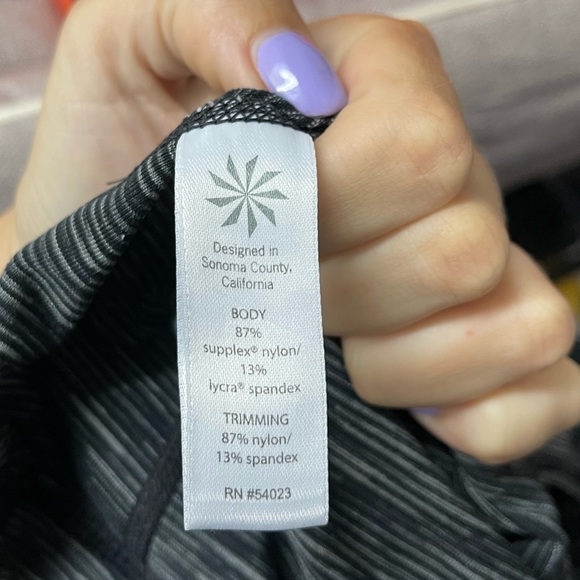 Designed in
Sonoma County,
California
BODY
87%
supplex® nylon/
13%
lycra® spandex
TRIMMING
87% nylon/
13% spandex
RN #54023